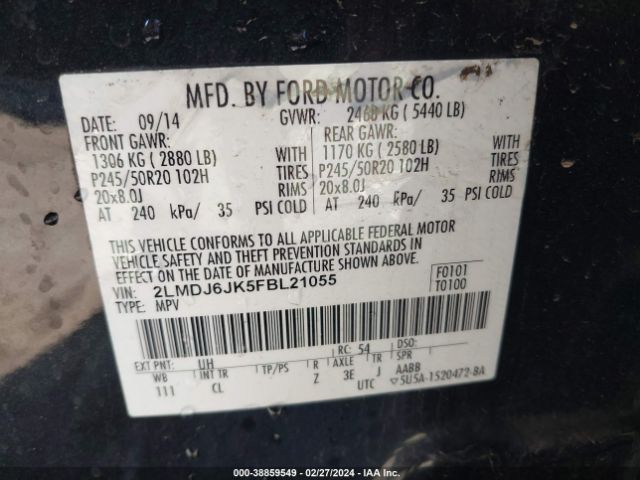 MFD. BY FORD MOTOR CO.
DATE: 09/14 GVWR: 2468 KG ( 5440 LB)
FRONT GAWR: REAR GAWR:
1306 KG ( 2880 LB) WITH 1170 KG ( 2580 LB) WITH
P245/50R20 102H TIRES P245/50R20 102H TIRES
20x8.0J RIMS 20x8.0J RIMS
AT 240 kPa/ 35 PSI COLD AT 240 kPa/ 35 PSI COLD
THIS VEHICLE CONFORMS TO ALL APPLICABLE FEDERAL MOTOR
VEHICLE SAFETY AND THEFT PREVENTION STANDARDS IN
EFFECT ON THE DATE OF MANUFACTURE SHOWN ABOVE.
VIN: 2LMDJ6JK5FBL21055 F0101
TYPE: MPV T0100
EXT PNT: UH RC: 54 DSO:
WB INT TR TP/PS R AXLE TR SPR
111 CL Z 3E J AABB
UTC 5U5A-1520472-BA
000-38859549 - 02/27/2024 - IAA Inc.